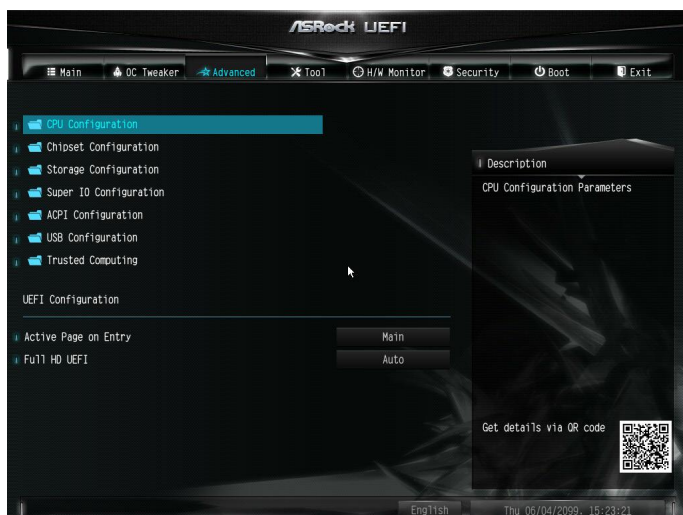 ASRock UEFI
Main OC Tweaker Advanced Tool H/W Monitor Security Boot Exit
CPU Configuration
Chipset Configuration
Storage Configuration
Super IO Configuration
ACPI Configuration
USB Configuration
Trusted Computing
UEFI Configuration
Active Page on Entry Main
Full HD UEFI Auto
Description
CPU Configuration Parameters
Get details via QR code
English Thu 06/04/2099, 15:23:21